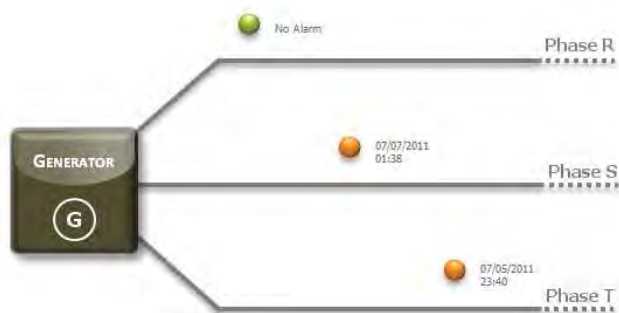 No Alarm
Phase R
GENERATOR
G
07/07/2011
01:38
Phase S
07/05/2011
23:40
Phase T